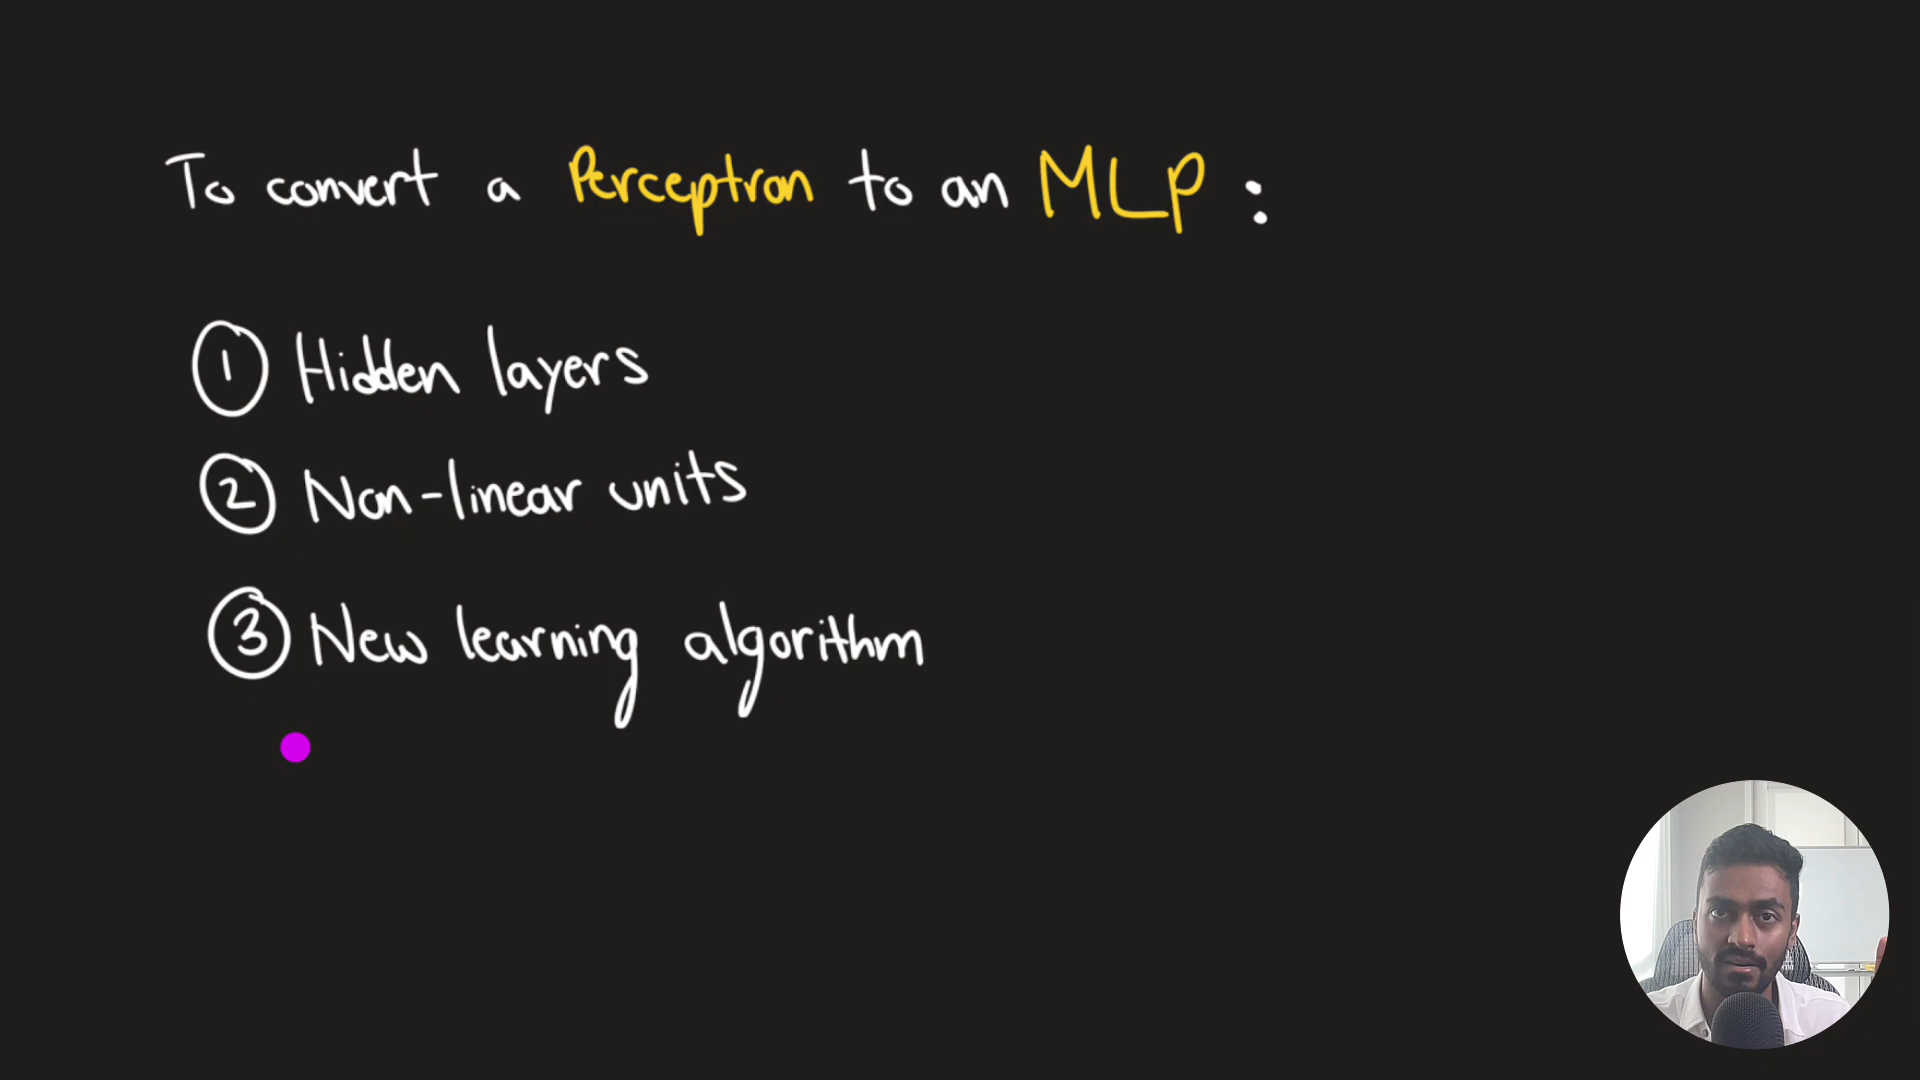 To convert a Perceptron to an MLP :
1 Hidden layers
2 Non-linear units
3 New learning algorithm